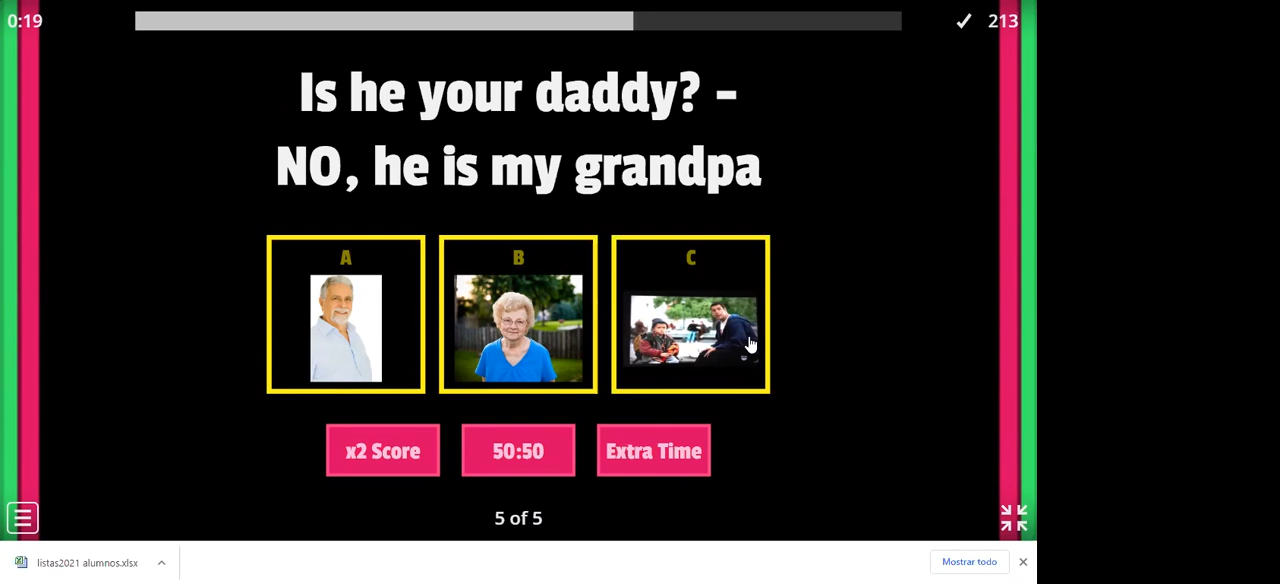 0:19
✓ 213
Is he your daddy? –
NO, he is my grandpa
A
B
C
x2 Score
50:50
Extra Time
5 of 5
listas2021 alumnos.xlsx
Mostrar todo